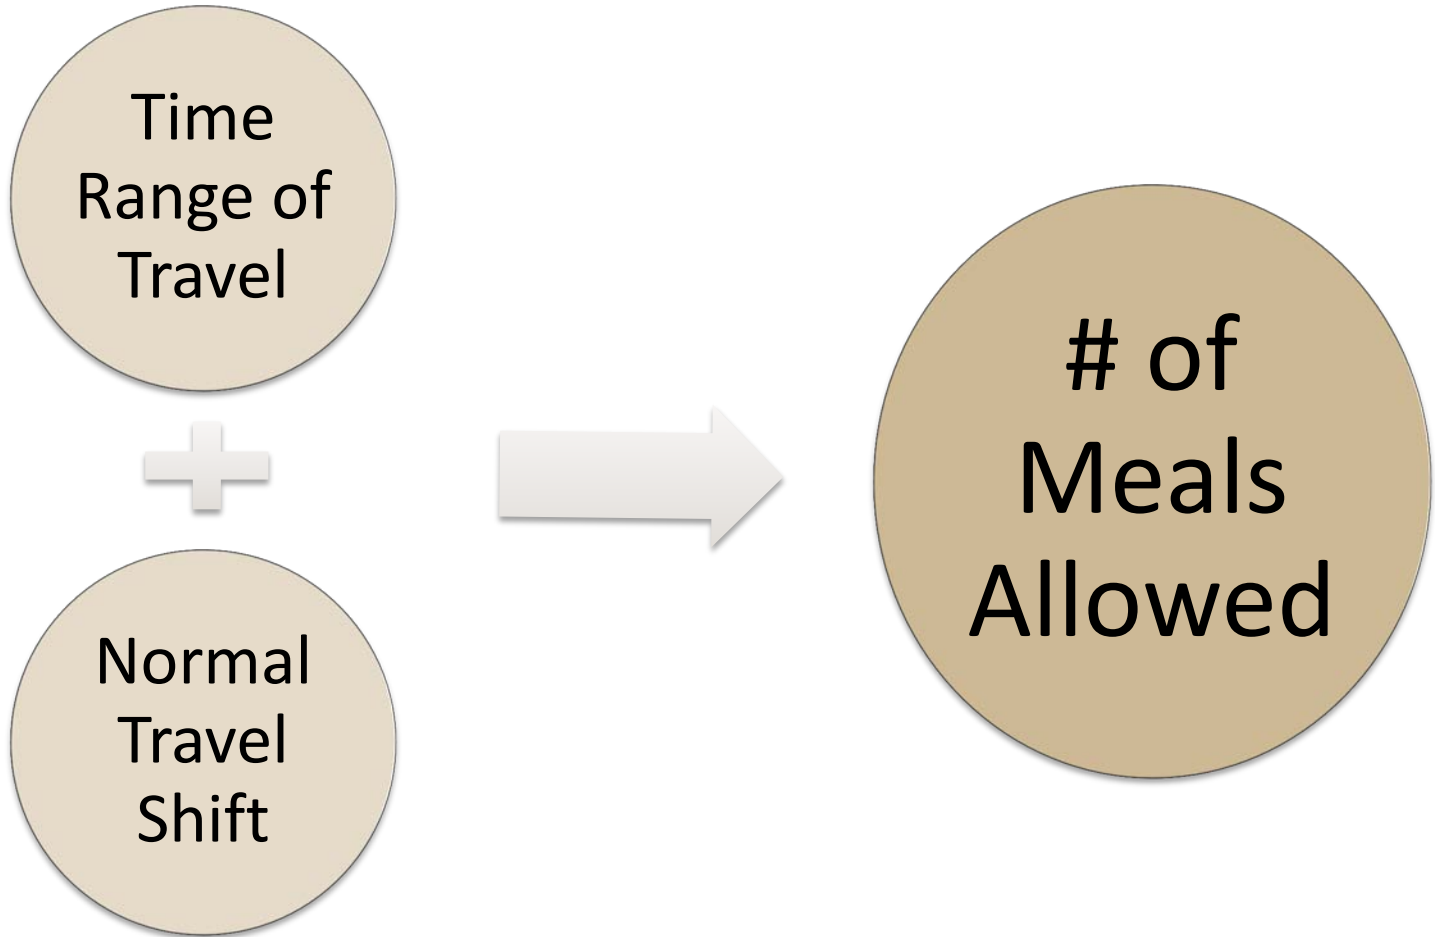 Time
Range of
Travel
Normal
Travel
Shift
# of
Meals
Allowed